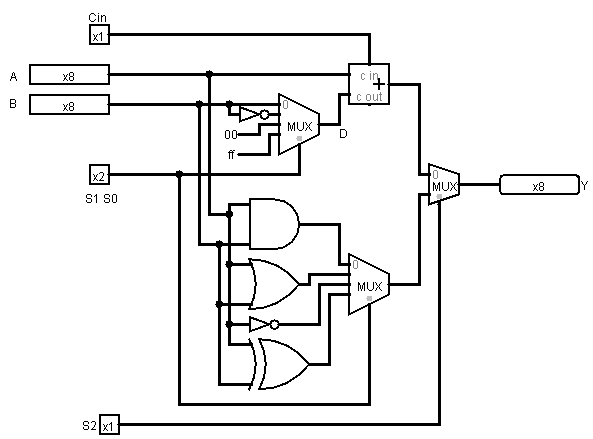 Cin
x1
A x8
c in
+
c out
B x8
0
MUX
D
00
ff
x2
S1 S0
0
MUX
x8 Y
0
MUX
S2 x1